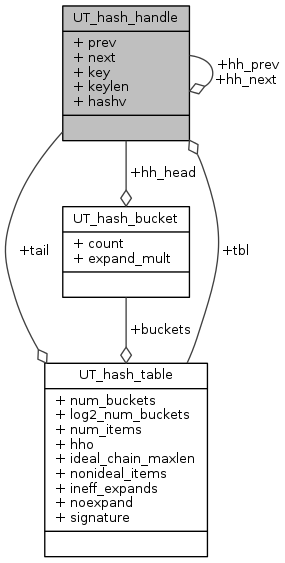 UT_hash_handle
+ prev
+ next
+ key
+ keylen
+ hashv
+hh_prev
+hh_next
+hh_head
UT_hash_bucket
+ count
+ expand_mult
+tail
+tbl
+buckets
UT_hash_table
+ num_buckets
+ log2_num_buckets
+ num_items
+ hho
+ ideal_chain_maxlen
+ nonideal_items
+ ineff_expands
+ noexpand
+ signature